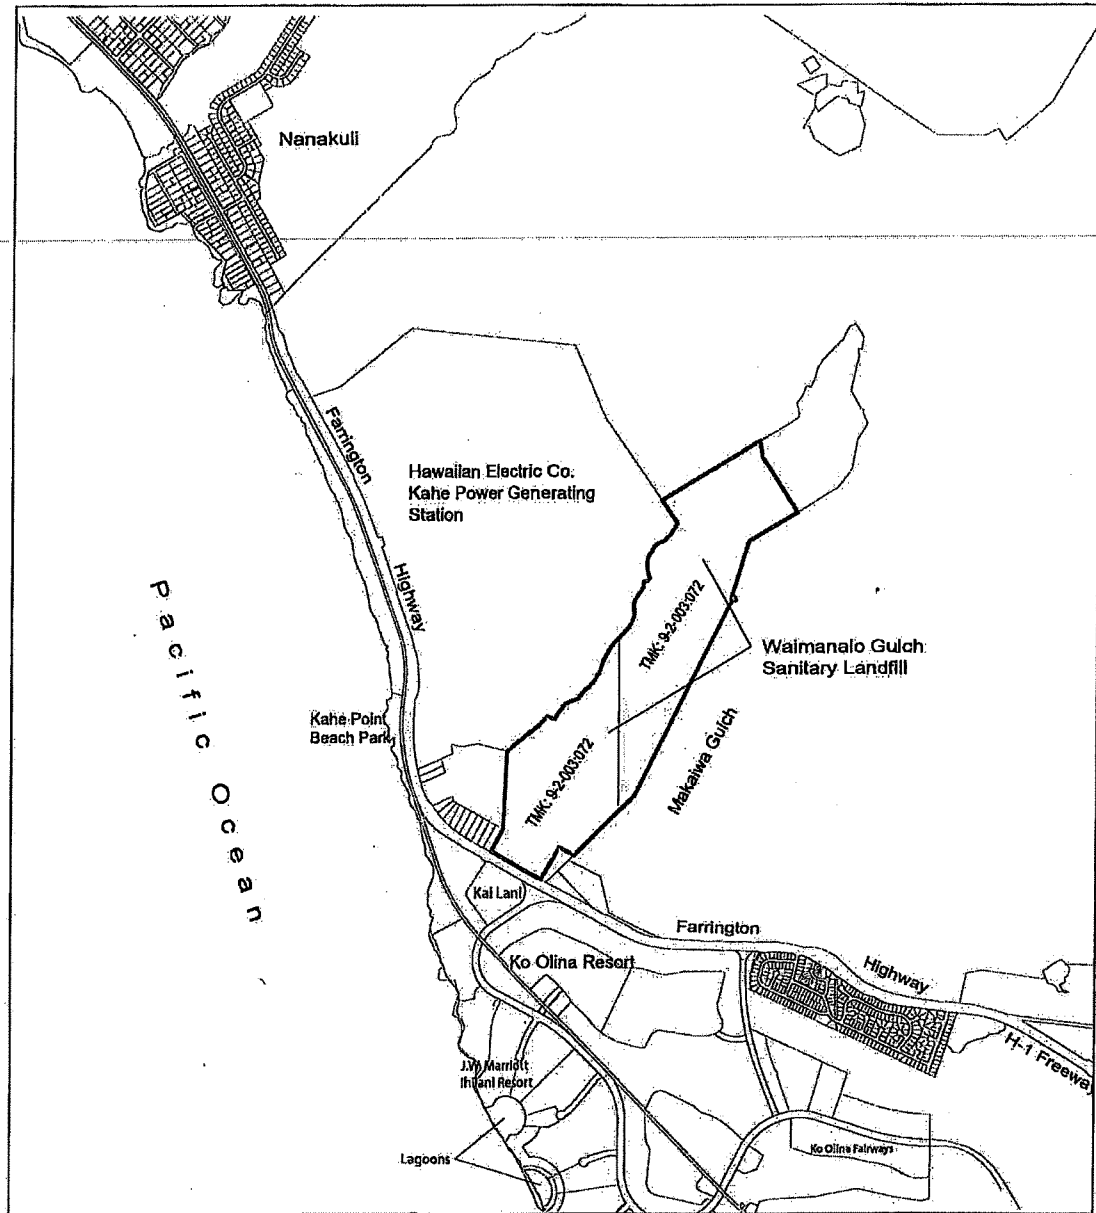 Nanakuli
Farrington
Highway
Hawaiian Electric Co.
Kahe Power Generating
Station
Pacific Ocean
TMK: 9-2-003:072
Waimanalo Gulch
Sanitary Landfill
Kahe Point
Beach Park
TMK: 9-2-003:072
Makaiwa Gulch
Kai Lani
Farrington
Highway
Ko Olina Resort
H-1 Freeway
J.W. Marriott
Ihilani Resort
Lagoons
Ko Olina Fairways